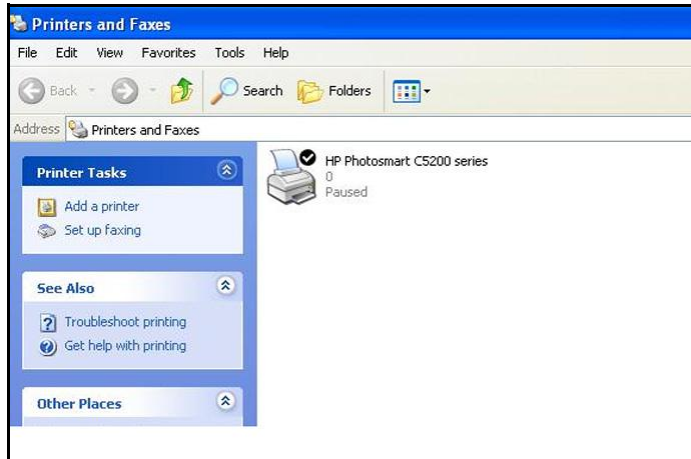 Printers and Faxes
File Edit View Favorites Tools Help
Back Search Folders
Address Printers and Faxes
Printer Tasks
Add a printer
Set up faxing
See Also
Troubleshoot printing
Get help with printing
Other Places
HP Photosmart C5200 series
0
Paused